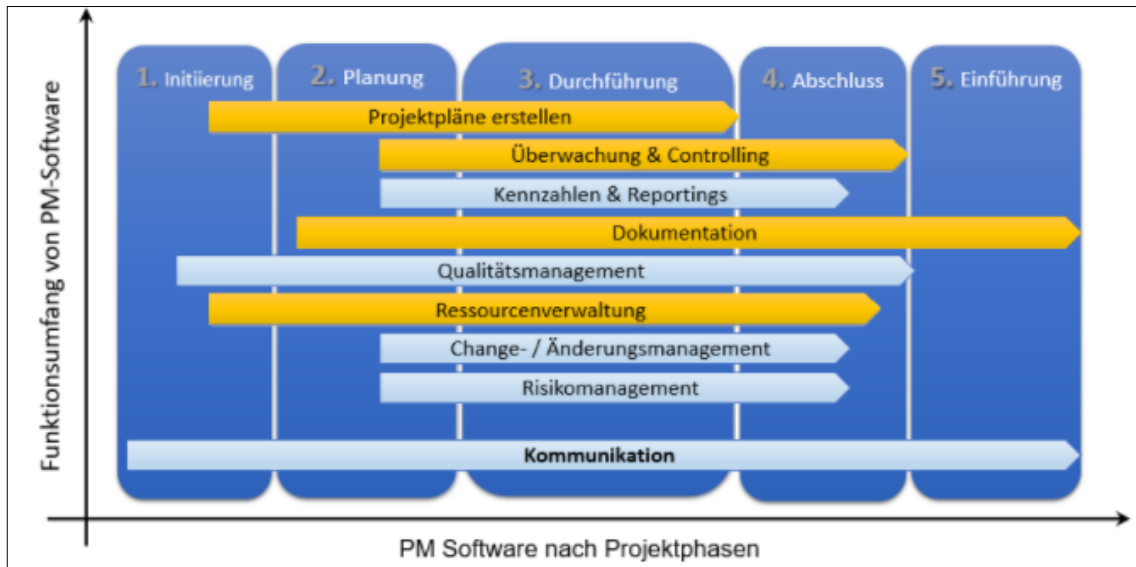 Funktionsumfang von PM-Software
1. Initiierung
2. Planung
3. Durchführung
4. Abschluss
5. Einführung
Projektpläne erstellen
Überwachung & Controlling
Kennzahlen & Reportings
Dokumentation
Qualitätsmanagement
Ressourcenverwaltung
Change- / Änderungsmanagement
Risikomanagement
Kommunikation
PM Software nach Projektphasen